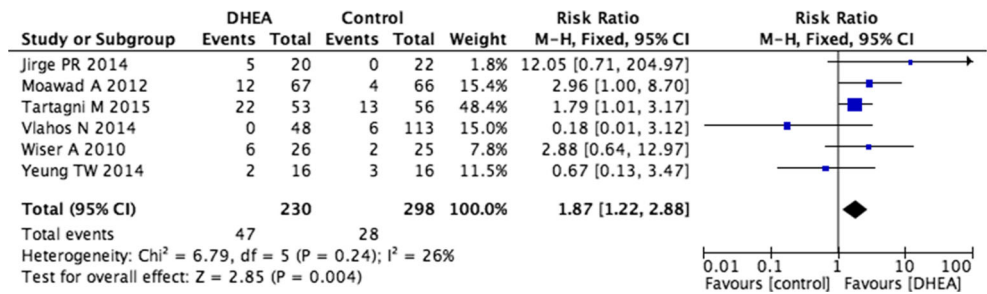 DHEA Control Risk Ratio Risk Ratio
Study or Subgroup Events Total Events Total Weight M-H, Fixed, 95% CI M-H, Fixed, 95% CI
Jirge PR 2014 5 20 0 22 1.8% 12.05 [0.71, 204.97]
Moawad A 2012 12 67 4 66 15.4% 2.96 [1.00, 8.70]
Tartagni M 2015 22 53 13 56 48.4% 1.79 [1.01, 3.17]
Vlahos N 2014 0 48 6 113 15.0% 0.18 [0.01, 3.12]
Wiser A 2010 6 26 2 25 7.8% 2.88 [0.64, 12.97]
Yeung TW 2014 2 16 3 16 11.5% 0.67 [0.13, 3.47]
Total (95% CI) 230 298 100.0% 1.87 [1.22, 2.88]
Total events 47 28
Heterogeneity: Chi² = 6.79, df = 5 (P = 0.24); I² = 26%
Test for overall effect: Z = 2.85 (P = 0.004)
0.01 0.1 1 10 100
Favours [control] Favours [DHEA]